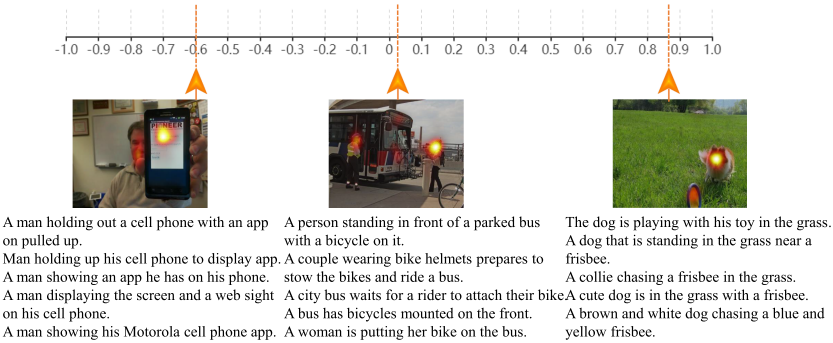 -1.0 -0.9 -0.8 -0.7 -0.6 -0.5 -0.4 -0.3 -0.2 -0.1 0 0.1 0.2 0.3 0.4 0.5 0.6 0.7 0.8 0.9 1.0
PIONEER
A man holding out a cell phone with an app
on pulled up.
Man holding up his cell phone to display app.
A man showing an app he has on his phone.
A man displaying the screen and a web sight
on his cell phone.
A man showing his Motorola cell phone app.
A person standing in front of a parked bus
with a bicycle on it.
A couple wearing bike helmets prepares to
stow the bikes and ride a bus.
A city bus waits for a rider to attach their bike.
A bus has bicycles mounted on the front.
A woman is putting her bike on the bus.
The dog is playing with his toy in the grass.
A dog that is standing in the grass near a
frisbee.
A collie chasing a frisbee in the grass.
A cute dog is in the grass with a frisbee.
A brown and white dog chasing a blue and
yellow frisbee.